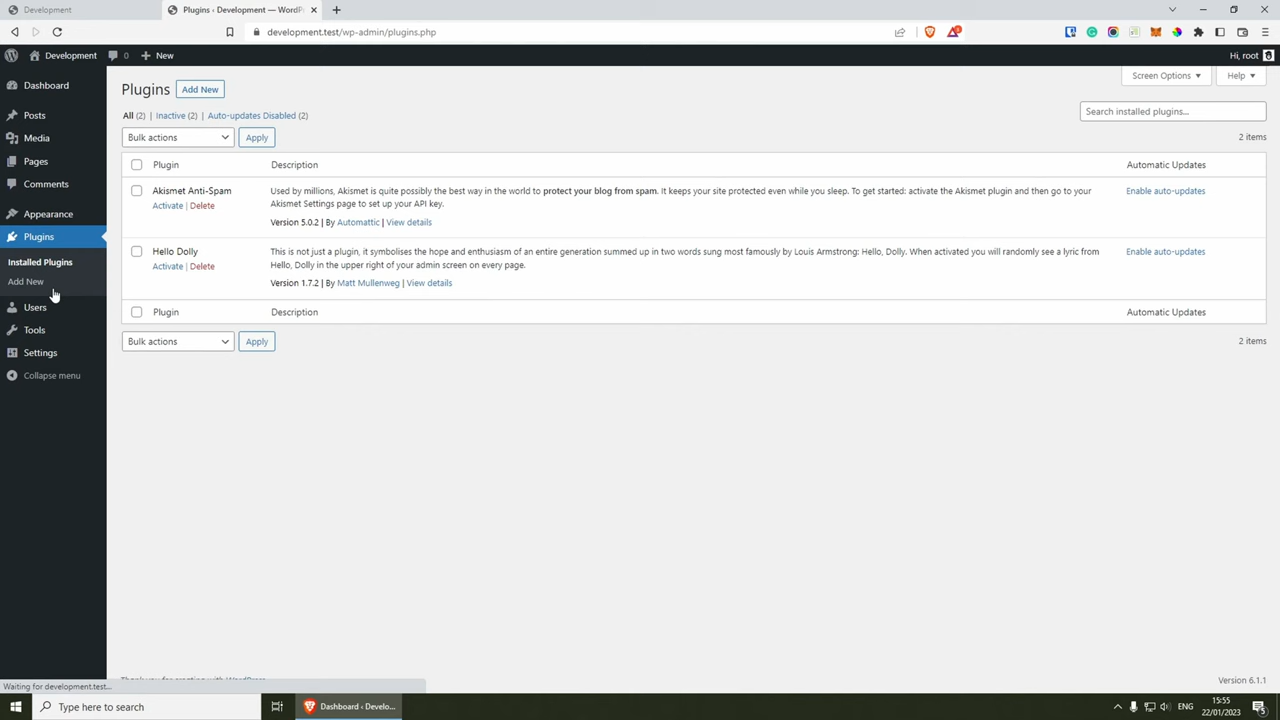 Development
Plugins ‹ Development — WordPr
development.test/wp-admin/plugins.php
Development
0
New
Hi, root
Dashboard
Posts
Media
Pages
Comments
Appearance
Plugins
Installed Plugins
Add New
Users
Tools
Settings
Collapse menu
Screen Options
Help
Plugins
Add New
All (2) | Inactive (2) | Auto-updates Disabled (2)
Search installed plugins...
Bulk actions
Apply
2 items
Plugin
Description
Automatic Updates
Akismet Anti-Spam
Activate | Delete
Used by millions, Akismet is quite possibly the best way in the world to protect your blog from spam. It keeps your site protected even while you sleep. To get started: activate the Akismet plugin and then go to your
Akismet Settings page to set up your API key.
Version 5.0.2 | By Automattic | View details
Enable auto-updates
Hello Dolly
Activate | Delete
This is not just a plugin, it symbolises the hope and enthusiasm of an entire generation summed up in two words sung most famously by Louis Armstrong: Hello, Dolly. When activated you will randomly see a lyric from
Hello, Dolly in the upper right of your admin screen on every page.
Version 1.7.2 | By Matt Mullenweg | View details
Enable auto-updates
Plugin
Description
Automatic Updates
Bulk actions
Apply
2 items
Thank you for creating with WordPress
Version 6.1.1
Waiting for development.test...
Type here to search
Dashboard ‹ Develo...
ENG
15:55
22/01/2023
5